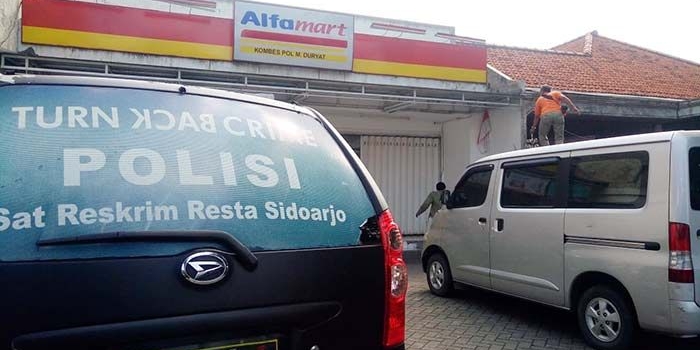 Alfamart
KOMBES POL M. DURYAT
TURN BACK CRIME
POLISI
Sat Reskrim Resta Sidoarjo